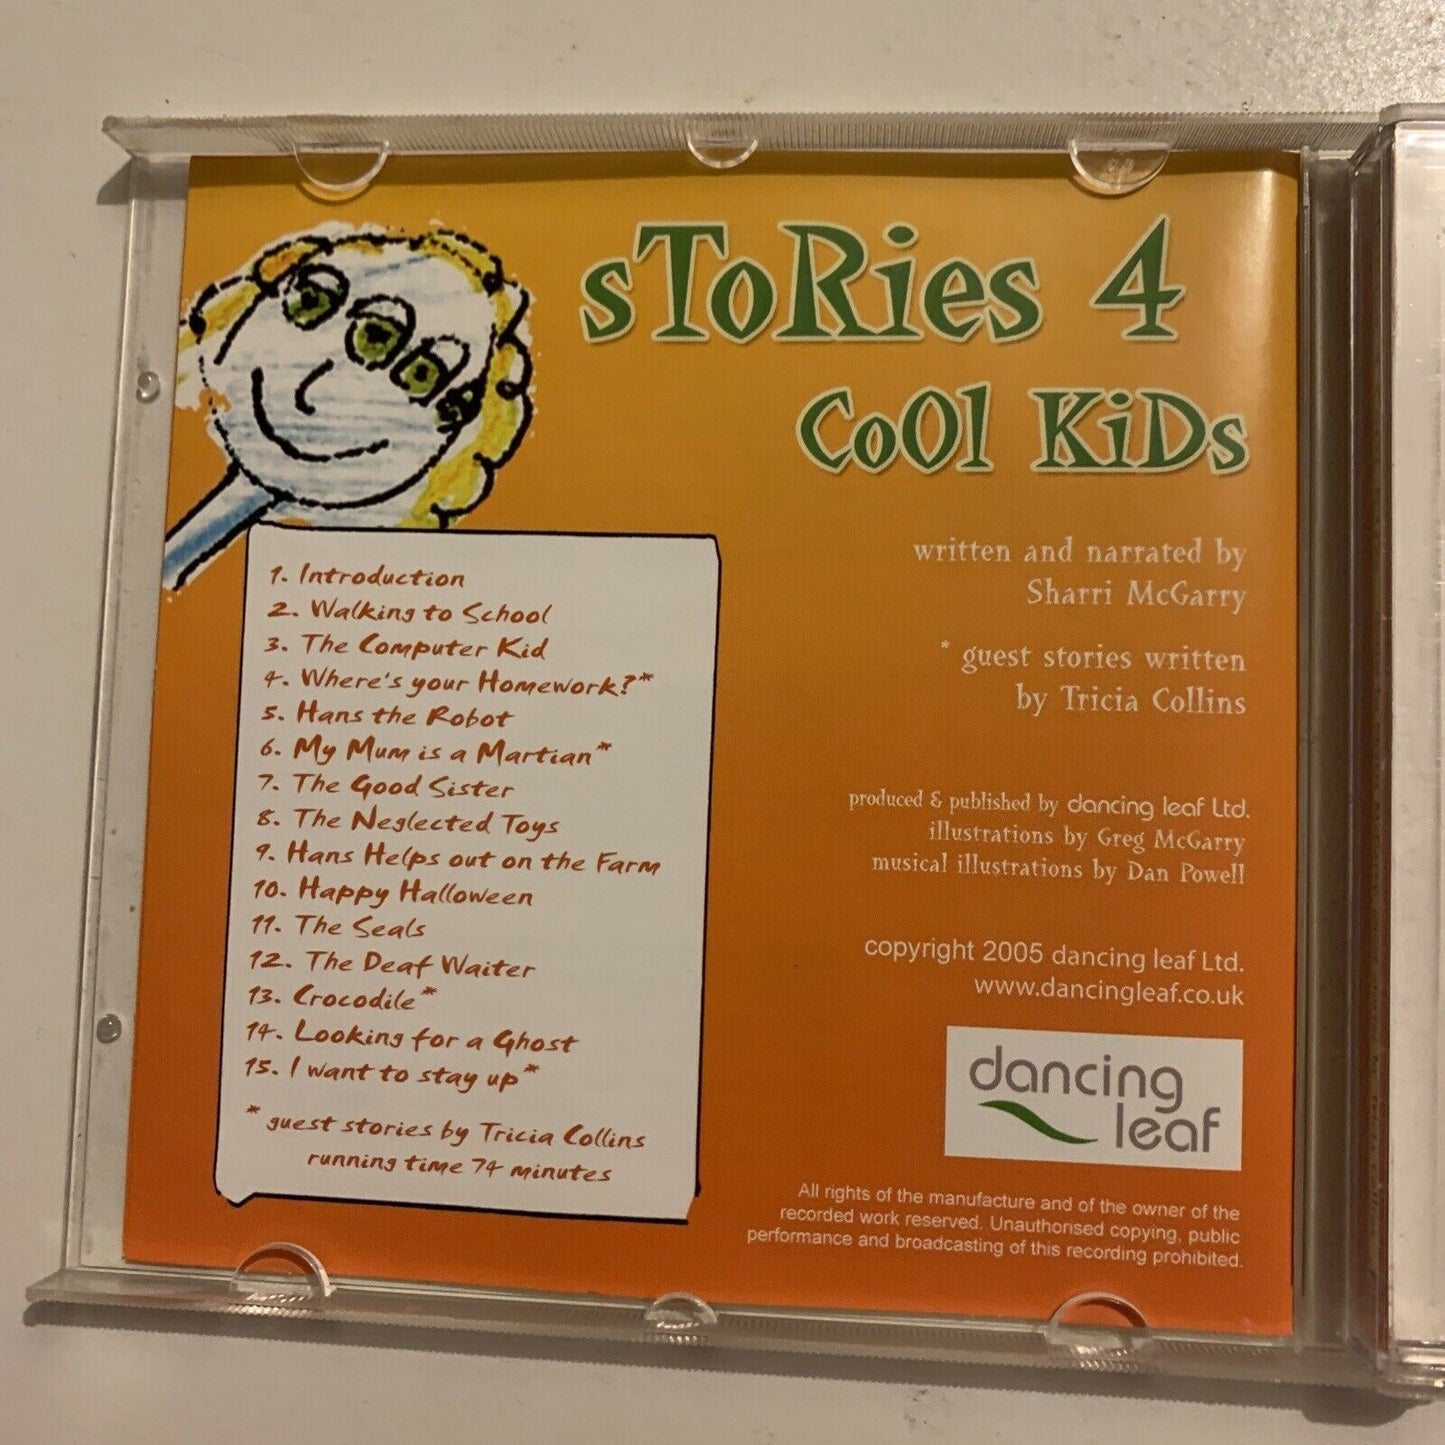 sToRies 4
CoOl KiDs
written and narrated by
Sharri McGarry
* guest stories written
by Tricia Collins
1. Introduction
2. Walking to School
3. The Computer Kid
4. Where's your Homework?*
5. Hans the Robot
6. My Mum is a Martian*
7. The Good Sister
8. The Neglected Toys
9. Hans Helps out on the Farm
10. Happy Halloween
11. The Seals
12. The Deaf Waiter
13. Crocodile*
14. Looking for a Ghost
15. I want to stay up*
* guest stories by Tricia Collins
running time 74 minutes
produced & published by dancing leaf Ltd.
illustrations by Greg McGarry
musical illustrations by Dan Powell
copyright 2005 dancing leaf Ltd.
www.dancingleaf.co.uk
dancing
leaf
All rights of the manufacture and of the owner of the
recorded work reserved. Unauthorised copying, public
performance and broadcasting of this recording prohibited.